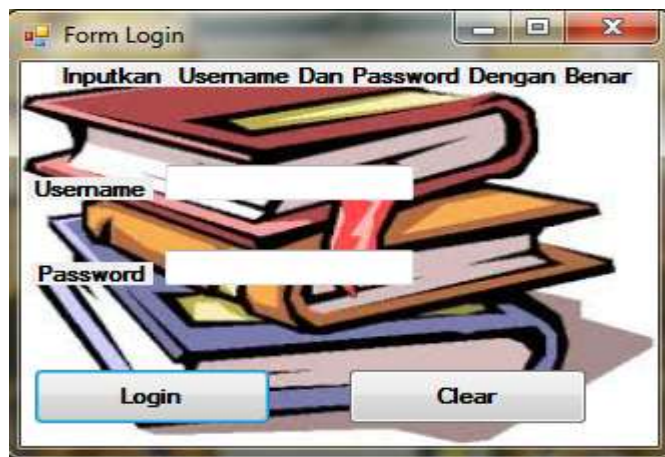 Form Login
Inputkan Username Dan Password Dengan Benar
Username
Password
Login
Clear